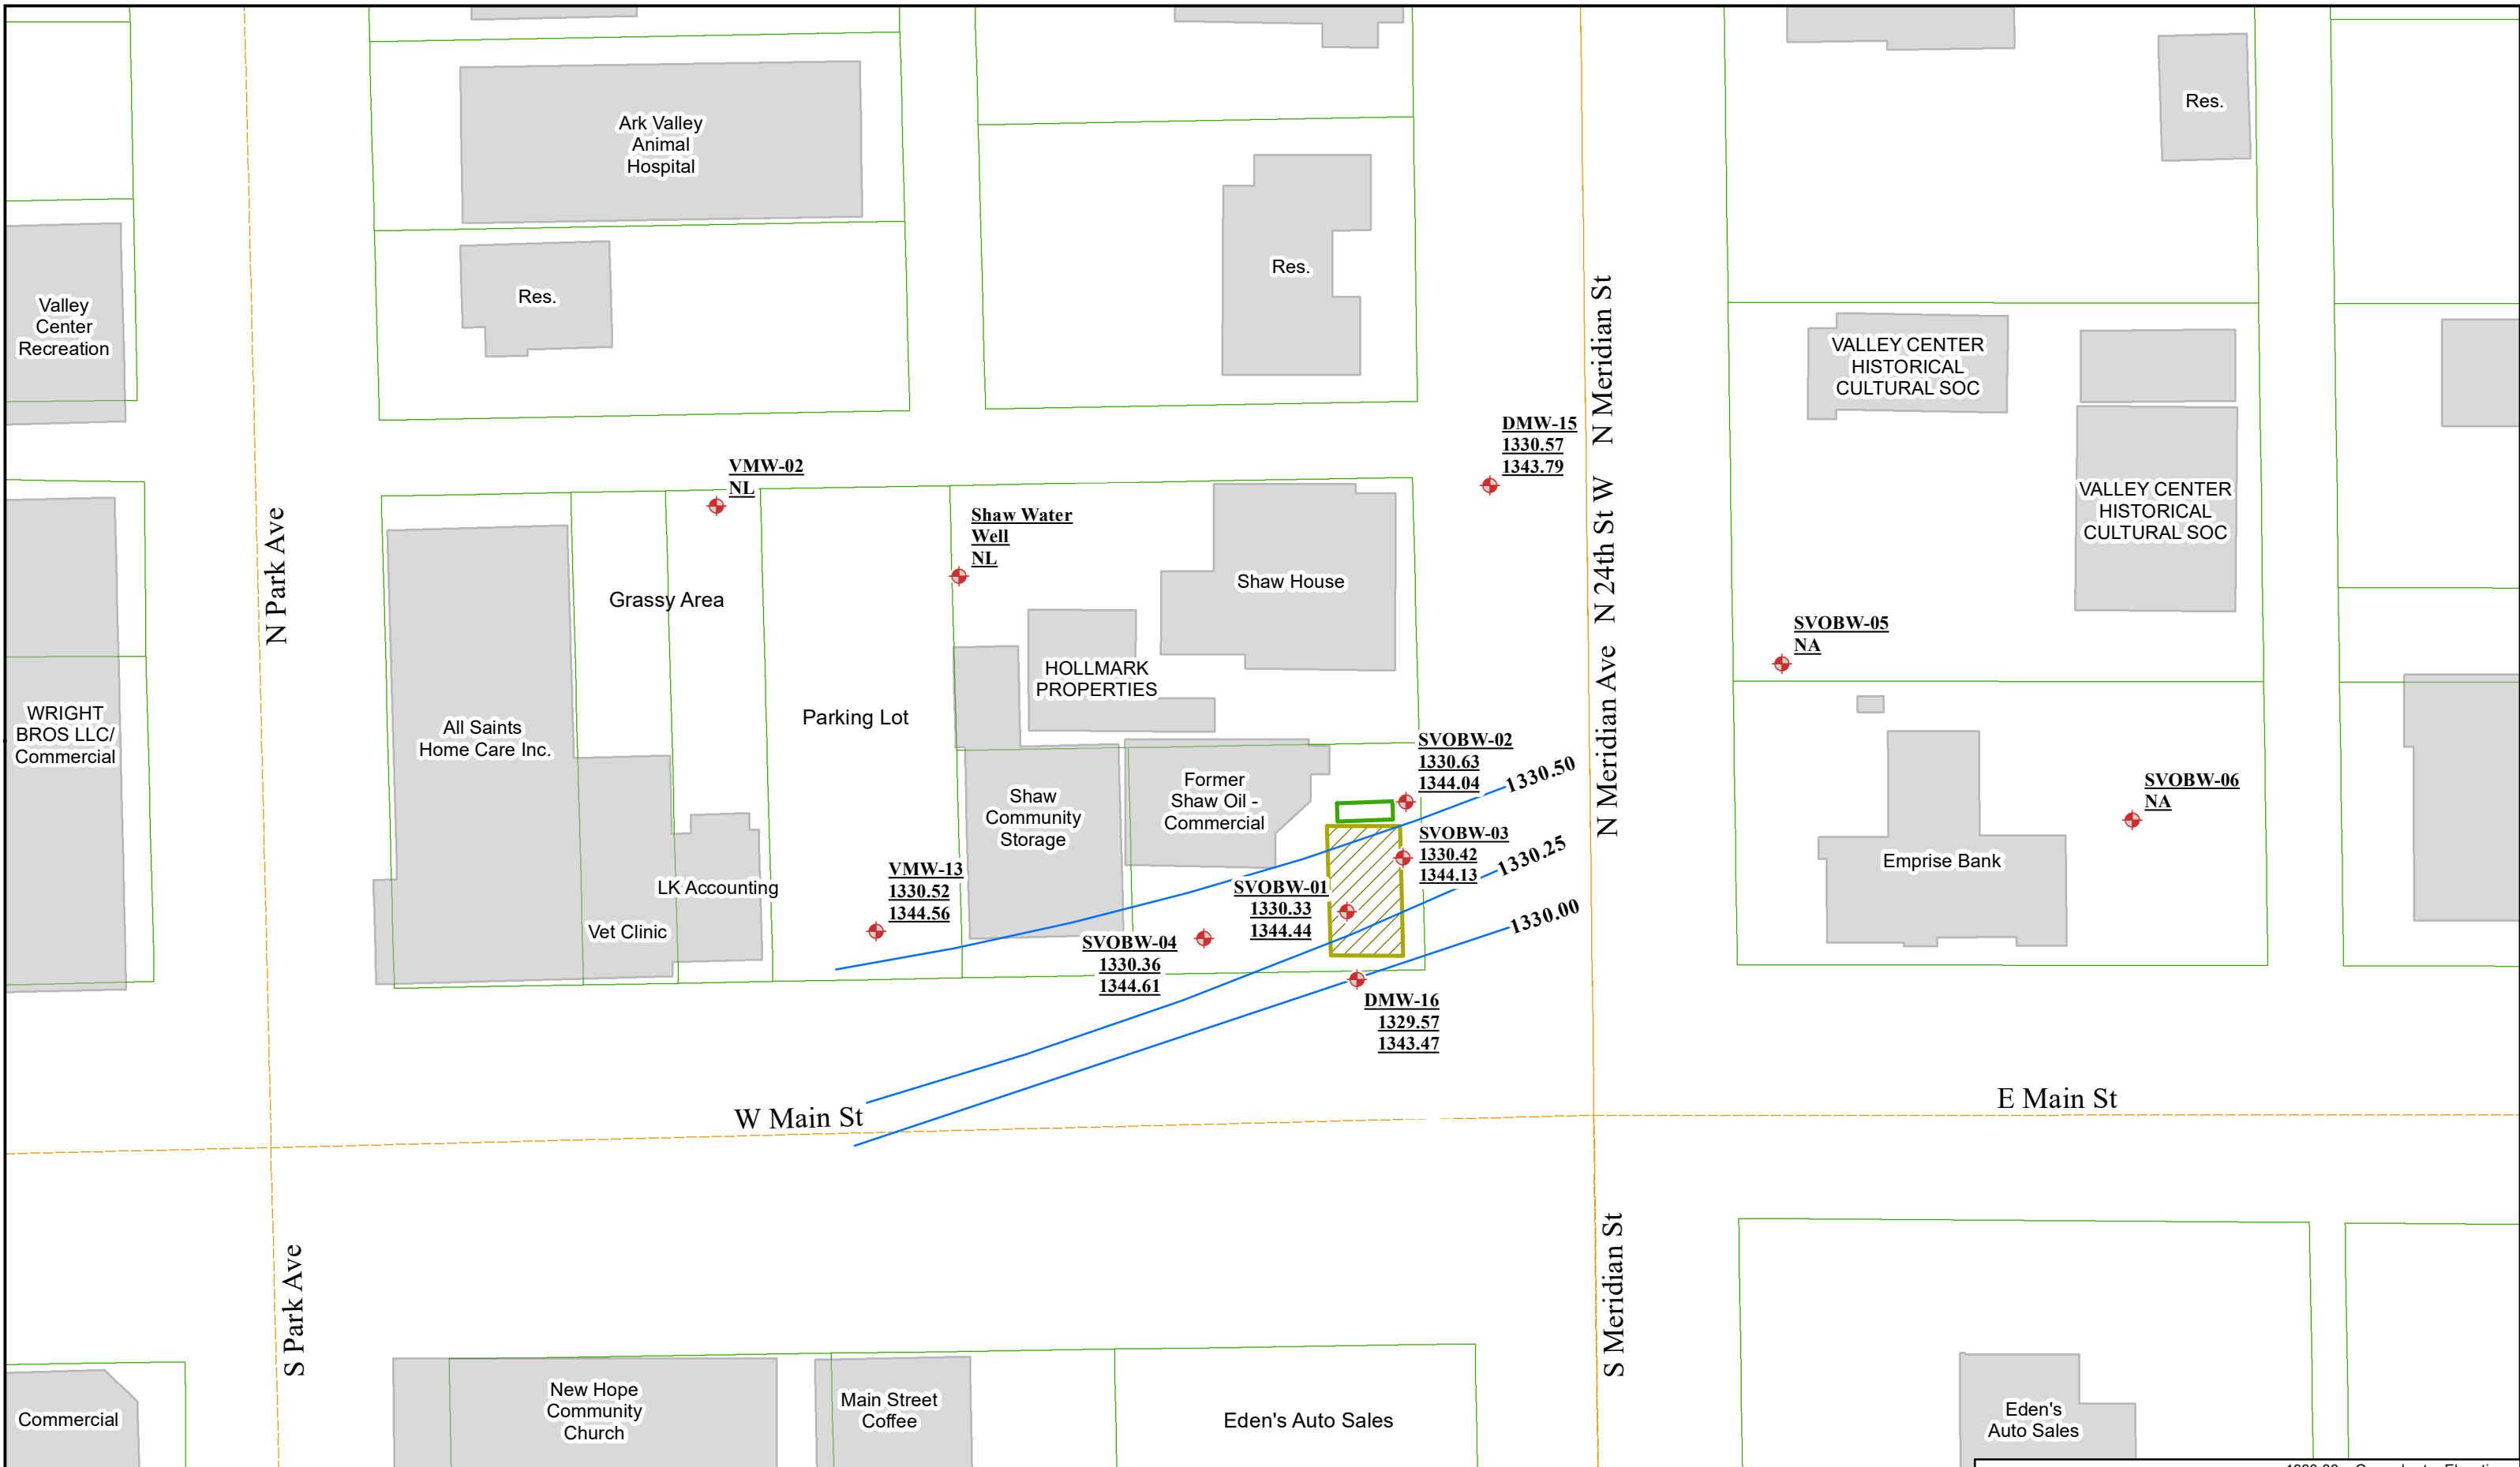 Ark Valley
Animal
Hospital
Res.
Res.
Res.
Valley
Center
Recreation
N Meridian St
VALLEY CENTER
HISTORICAL
CULTURAL SOC
DMW-15
1330.57
1343.79
VMW-02
NL
Shaw Water
Well
NL
VALLEY CENTER
HISTORICAL
CULTURAL SOC
N Park Ave
N 24th St W
Grassy Area
Shaw House
SVOBW-05
NA
HOLLMARK
PROPERTIES
Parking Lot
WRIGHT
BROS LLC/
Commercial
All Saints
Home Care Inc.
N Meridian Ave
SVOBW-02
1330.63
1344.04
1330.50
SVOBW-06
NA
Former
Shaw Oil -
Commercial
Shaw
Community
Storage
SVOBW-03
1330.42
1344.13
1330.25
Emprise Bank
VMW-13
1330.52
1344.56
LK Accounting
SVOBW-01
1330.33
1344.44
1330.00
Vet Clinic
SVOBW-04
1330.36
1344.61
DMW-16
1329.57
1343.47
W Main St
E Main St
S Park Ave
S Meridian St
New Hope
Community
Church
Main Street
Coffee
Eden's Auto Sales
Commercial
Eden's
Auto Sales